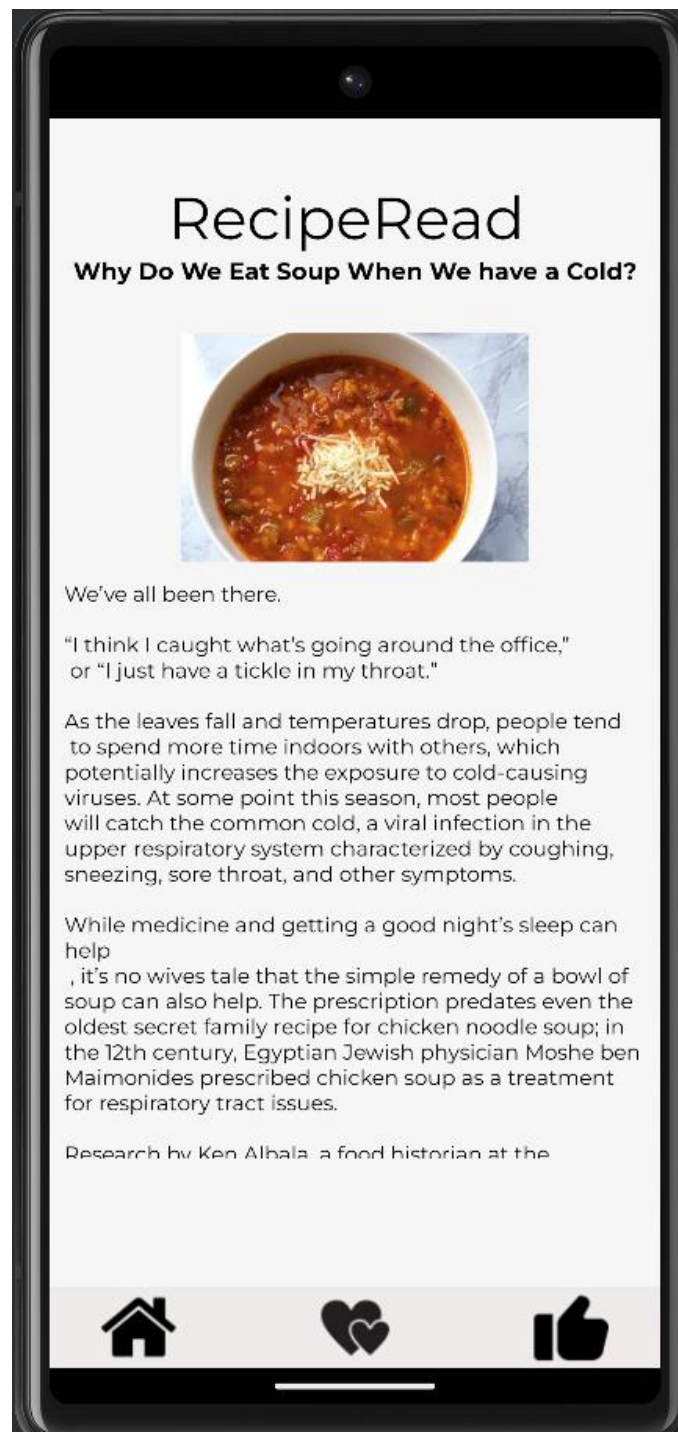 RecipeRead
Why Do We Eat Soup When We have a Cold?
We've all been there.
“I think I caught what's going around the office,”
or “I just have a tickle in my throat."
As the leaves fall and temperatures drop, people tend
to spend more time indoors with others, which
potentially increases the exposure to cold-causing
viruses. At some point this season, most people
will catch the common cold, a viral infection in the
upper respiratory system characterized by coughing,
sneezing, sore throat, and other symptoms.
While medicine and getting a good night's sleep can
help
, it's no wives tale that the simple remedy of a bowl of
soup can also help. The prescription predates even the
oldest secret family recipe for chicken noodle soup; in
the 12th century, Egyptian Jewish physician Moshe ben
Maimonides prescribed chicken soup as a treatment
for respiratory tract issues.
Research by Ken Albala, a food historian at the